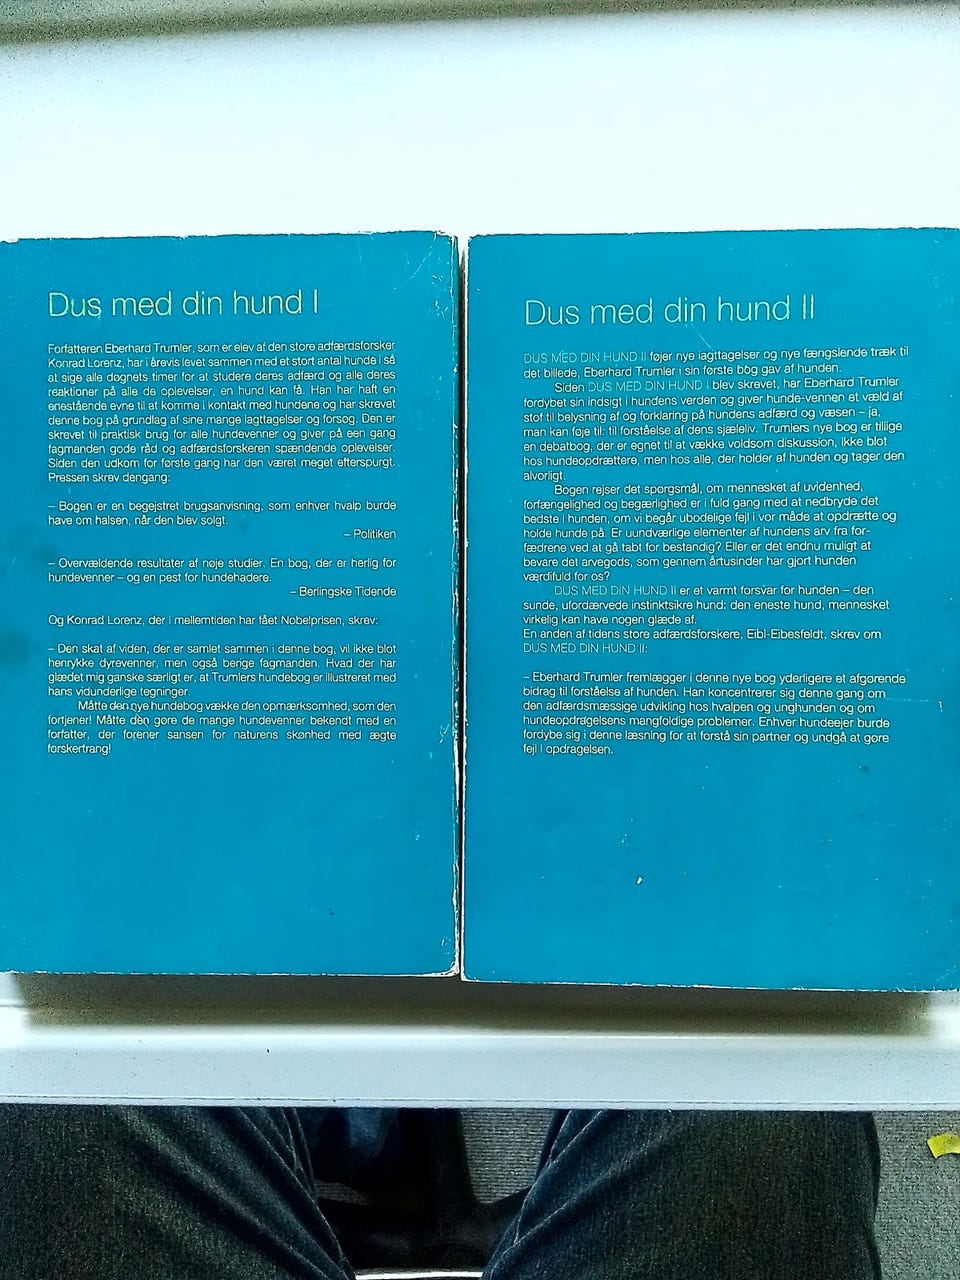 Dus med din hund I
Forfatteren Eberhard Trumler, som er elev af den store adfærdsforsker
Konrad Lorenz, har i årevis levet sammen med et stort antal hunde i så
at sige alle døgnets timer for at studere deres adfærd og alle deres
reaktioner på alle de oplevelser, en hund kan få. Han har haft en
enestående evne til at komme i kontakt med hundene og har skrevet
denne bog på grundlag af sine mange iagttagelser og forsøg. Den er
skrevet til praktisk brug for alle hundevenner og giver på een gang
fagmanden gode råd og adfærdsforskeren spændende oplevelser.
Siden den udkom for første gang har den været meget efterspurgt.
Pressen skrev dengang:
– Bogen er en begejstret brugsanvisning, som enhver hvalp burde
have om halsen, når den blev solgt.
– Politiken
– Overvældende resultater af nøje studier. En bog, der er herlig for
hundevenner – og en pest for hundehadere.
– Berlingske Tidende
Og Konrad Lorenz, der i mellemtiden har fået Nobelprisen, skrev:
– Den skat af viden, der er samlet sammen i denne bog, vil ikke blot
henrykke dyrevenner, men også berige fagmanden. Hvad der har
glædet mig ganske særligt er, at Trumlers hundebog er illustreret med
hans vidunderlige tegninger.
Måtte den nye hundebog vække den opmærksomhed, som den
fortjener! Måtte den gøre de mange hundevenner bekendt med en
forfatter, der forener sansen for naturens skønhed med ægte
forskertrang!
Dus med din hund II
DUS MED DIN HUND II føjer nye iagttagelser og nye fængslende træk til
det billede, Eberhard Trumler i sin første bog gav af hunden.
Siden DUS MED DIN HUND I blev skrevet, har Eberhard Trumler
fordybet sin indsigt i hundens verden og giver hunde-vennen et væld af
stof til belysning af og forklaring på hundens adfærd og væsen – ja,
man kan føje til: til forståelse af dens sjæleliv. Trumlers nye bog er tillige
en debatbog, der er egnet til at vække voldsom diskussion, ikke blot
hos hundeopdrættere, men hos alle, der holder af hunden og tager den
alvorligt.
Bogen rejser det spørgsmål, om mennesket af uvidenhed,
forfængelighed og begærlighed er i fuld gang med at nedbryde det
bedste i hunden, om vi begår ubodelige fejl i vor måde at opdrætte og
holde hunde på. Er uundværlige elementer af hundens arv fra for-
fædrene ved at gå tabt for bestandig? Eller er det endnu muligt at
bevare det arvegods, som gennem årtusinder har gjort hunden
værdifuld for os?
DUS MED DIN HUND II er et varmt forsvar for hunden – den
sunde, ufordærvede instinktsikre hund: den eneste hund, mennesket
virkelig kan have nogen glæde af.
En anden af tidens store adfærdsforskere, Eibl-Eibesfeldt, skrev om
DUS MED DIN HUND II:
– Eberhard Trumler fremlægger i denne nye bog yderligere et afgørende
bidrag til forståelse af hunden. Han koncentrerer sig denne gang om
den adfærdsmæssige udvikling hos hvalpen og unghunden og om
hundeopdragelsens mangfoldige problemer. Enhver hundeejer burde
fordybe sig i denne læsning for at forstå sin partner og undgå at gøre
fejl i opdragelsen.